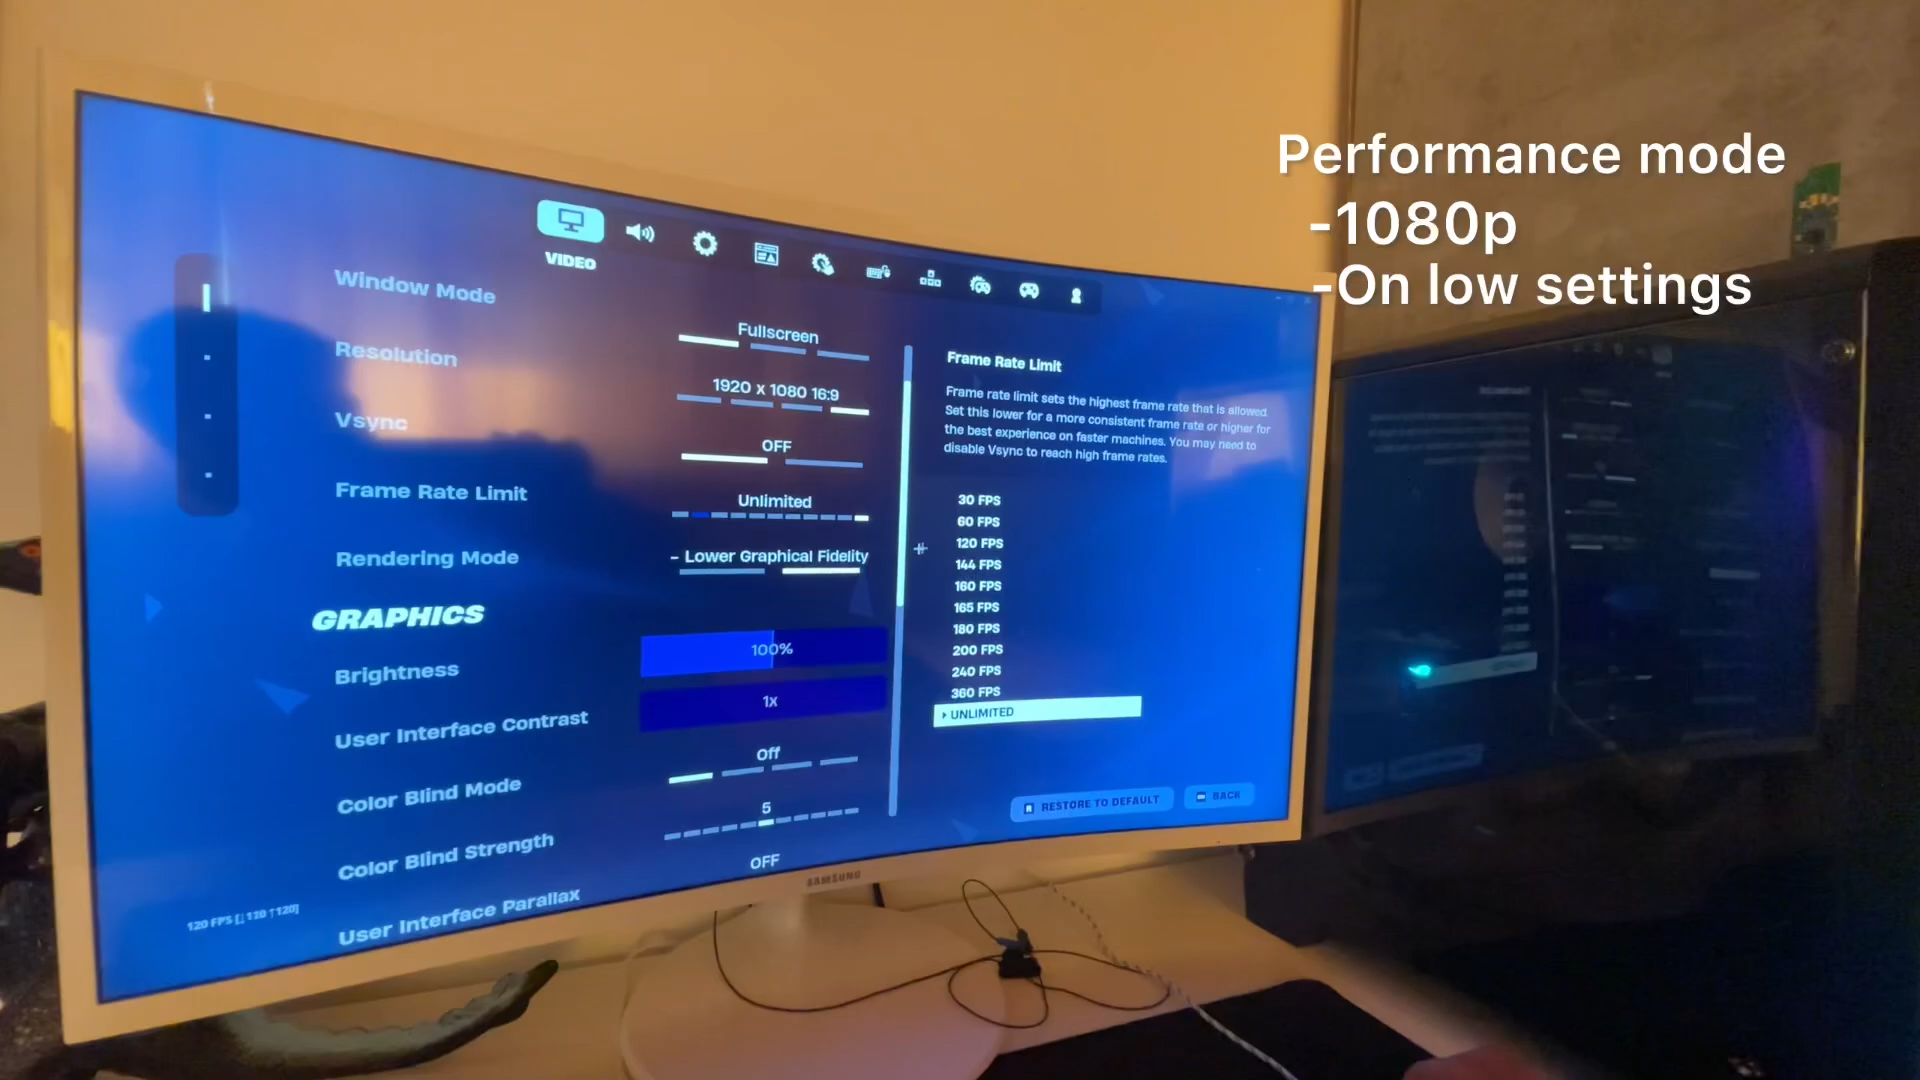 Performance mode
-1080p
-On low settings
VIDEO
Window Mode
Fullscreen
Resolution
1920 x 1080 16:9
Vsync
OFF
Frame Rate Limit
Unlimited
Rendering Mode
- Lower Graphical Fidelity
GRAPHICS
Brightness
100%
User Interface Contrast
1x
Color Blind Mode
Off
Color Blind Strength
5
User Interface Parallax
OFF
Frame Rate Limit
Frame rate limit sets the highest frame rate that is allowed.
Set this lower for a more consistent frame rate or higher for
the best experience on faster machines. You may need to
disable Vsync to reach high frame rates.
30 FPS
60 FPS
120 FPS
144 FPS
160 FPS
165 FPS
180 FPS
200 FPS
240 FPS
360 FPS
UNLIMITED
RESTORE TO DEFAULT
BACK
120 FPS [↓120 ↑120]
SAMSUNG